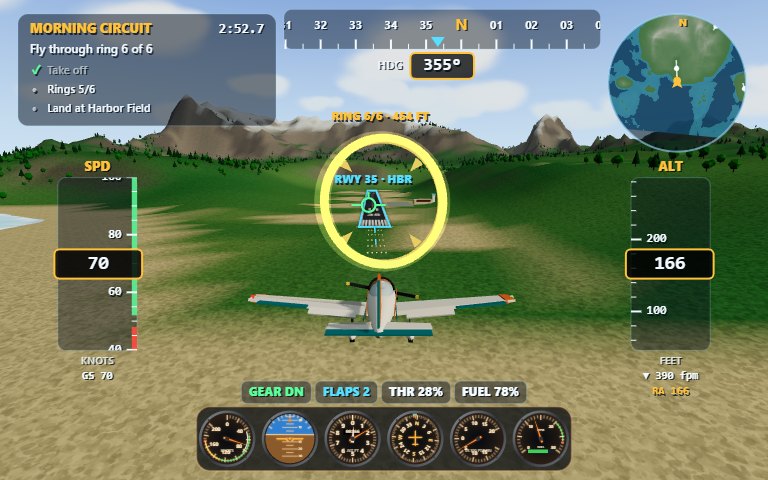 MORNING CIRCUIT 2:52.7
Fly through ring 6 of 6
Take off
Rings 5/6
Land at Harbor Field
32 33 34 35 N 01 02 03
HDG 355°
N
RING 6/6 · 464 FT
RWY 35 · HBR
SPD
80
70
60
40
KNOTS
GS 70
ALT
200
166
100
FEET
▼ 390 fpm
RA 166
GEAR DN FLAPS 2 THR 28% FUEL 78%